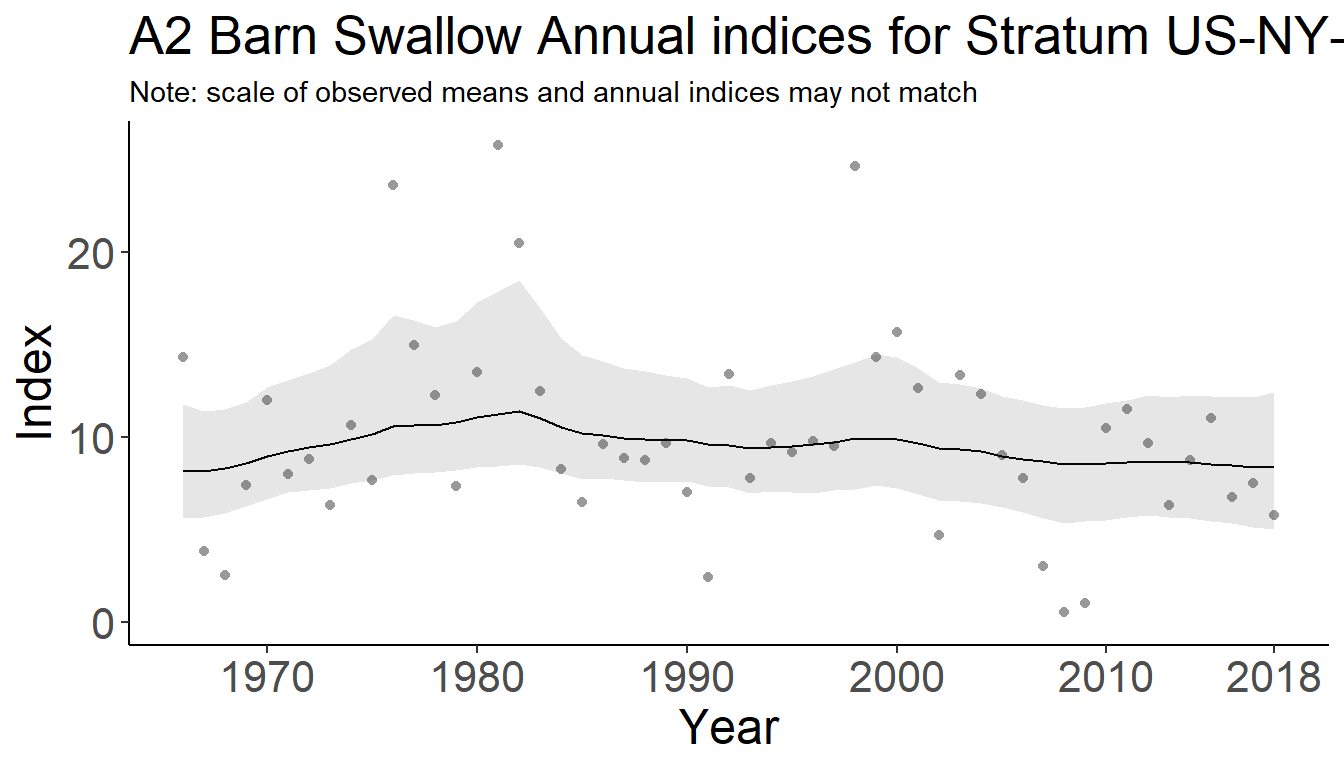 A2 Barn Swallow Annual indices for Stratum US-NY-
Note: scale of observed means and annual indices may not match
Index
20
10
0
1970 1980 1990 2000 2010 2018
Year